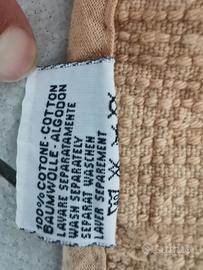 100% COTONE - COTTON
BAUMWOLLE - ALGODON
LAVARE SEPARATAMENTE
WASH SEPARATELY
SEPARAT WASCHEN
LAVER SEPAREMENT